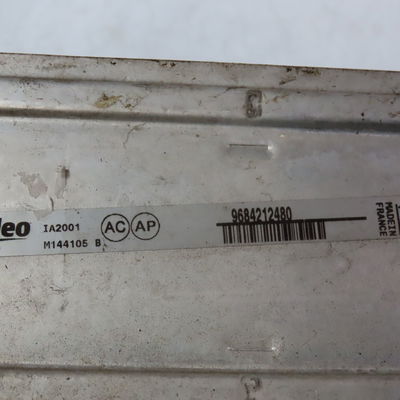 leo
IA2001
M144105 B
AC AP
9684212480
MADE IN
FRANCE